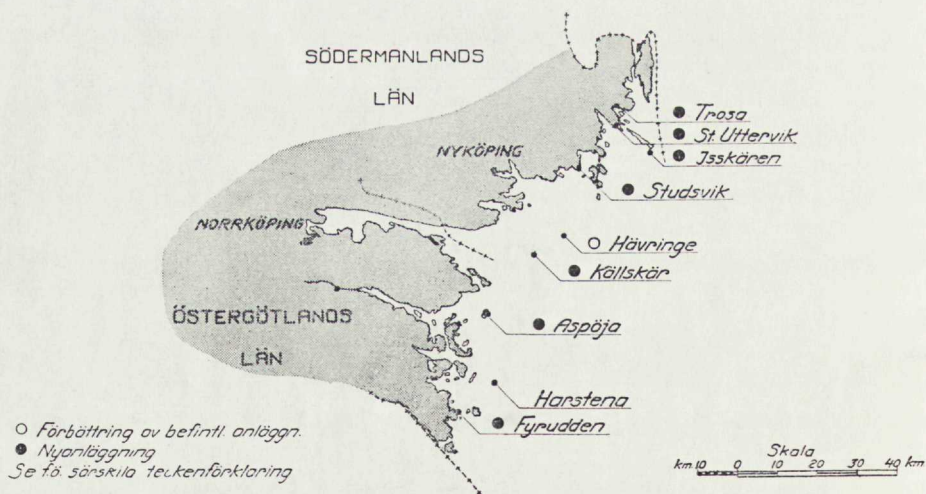 SÖDERMANLANDS
LÄN
Trosa
St. Uttervik
NYKÖPING
Isskären
Studsvik
NORRKÖPING
Hävringe
Källskär
ÖSTERGÖTLANDS
Aspöja
LÄN
Harstena
Fyrudden
Förbättring av befintl. anläggn.
Nyanläggning
Se f.ö. särskila teckenförklaring
Skala
km 10 0 10 20 30 40 km